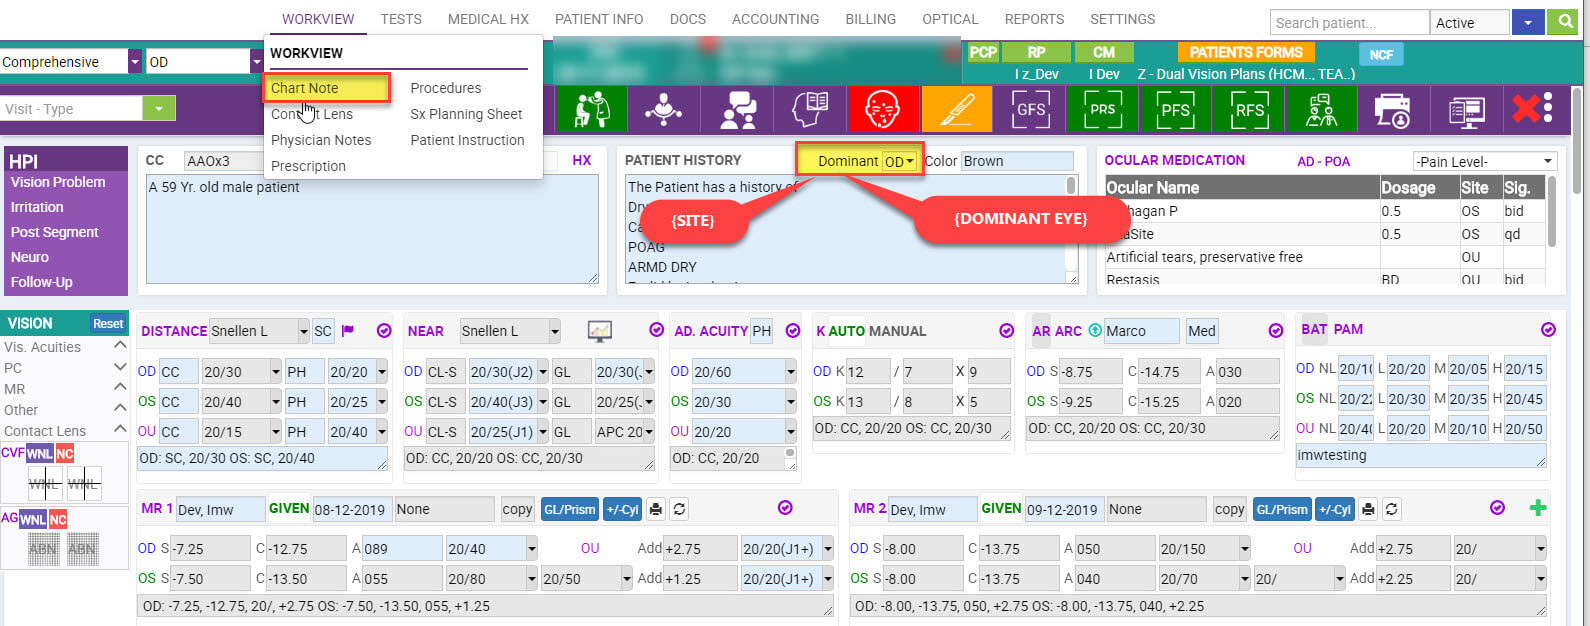 WORKVIEW TESTS MEDICAL HX PATIENT INFO DOCS ACCOUNTING BILLING OPTICAL REPORTS SETTINGS Search patient... Active
WORKVIEW
Chart Note Procedures
Lens Sx Planning Sheet
Physician Notes Patient Instruction
Prescription
Comprehensive OD
PCP RP CM PATIENTS FORMS NCF
I z_Dev I Dev Z - Dual Vision Plans (HCM..., TEA..)
Visit - Type
GFS PRS PFS RFS
HPI
Vision Problem
Irritation
Post Segment
Neuro
Follow-Up
CC AAOx3 HX
A 59 Yr. old male patient
PATIENT HISTORY Dominant OD Color Brown
The Patient has a history of
POAG
ARMD DRY
{SITE}
{DOMINANT EYE}
OCULAR MEDICATION AD - POA -Pain Level-
Ocular Name Dosage Site Sig.
hagan P 0.5 OS bid
aSite 0.5 OS qd
Artificial tears, preservative free OU
Restasis BD OU bid
VISION Reset
Vis. Acuities
PC
MR
Other
Contact Lens
CVF WNL NC
WNL WNL
AG WNL NC
ABN ABN
DISTANCE Snellen L SC
OD CC 20/30 PH 20/20
OS CC 20/40 PH 20/25
OU CC 20/15 PH 20/40
OD: SC, 20/30 OS: SC, 20/40
NEAR Snellen L
OD CL-S 20/30(J2) GL 20/30(
OS CL-S 20/40(J3) GL 20/25(
OU CL-S 20/25(J1) GL APC 20
OD: CC, 20/20 OS: CC, 20/30
AD. ACUITY PH
OD 20/60
OS 20/30
OU 20/20
OD: CC, 20/20
K AUTO MANUAL
OD K 12 / 7 X 9
OS K 13 / 8 X 5
OD: CC, 20/20 OS: CC, 20/30
AR ARC Marco Med
OD S -8.75 C -14.75 A 030
OS S -9.25 C -15.25 A 020
OD: CC, 20/20 OS: CC, 20/30
BAT PAM
OD NL 20/10 L 20/20 M 20/05 H 20/15
OS NL 20/22 L 20/30 M 20/35 H 20/45
OU NL 20/40 L 20/20 M 20/10 H 20/50
imwtesting
MR 1 Dev, Imw GIVEN 08-12-2019 None copy GL/Prism +/-Cyl
OD S -7.25 C -12.75 A 089 20/40 OU Add +2.75 20/20(J1+)
OS S -7.50 C -13.50 A 055 20/80 20/50 Add +1.25 20/20(J1+)
OD: -7.25, -12.75, 20/, +2.75 OS: -7.50, -13.50, 055, +1.25
MR 2 Dev, Imw GIVEN 09-12-2019 None copy GL/Prism +/-Cyl
OD S -8.00 C -13.75 A 050 20/150 OU Add +2.75 20/
OS S -8.00 C -13.75 A 040 20/70 20/ Add +2.25 20/
OD: -8.00, -13.75, 050, +2.75 OS: -8.00, -13.75, 040, +2.25